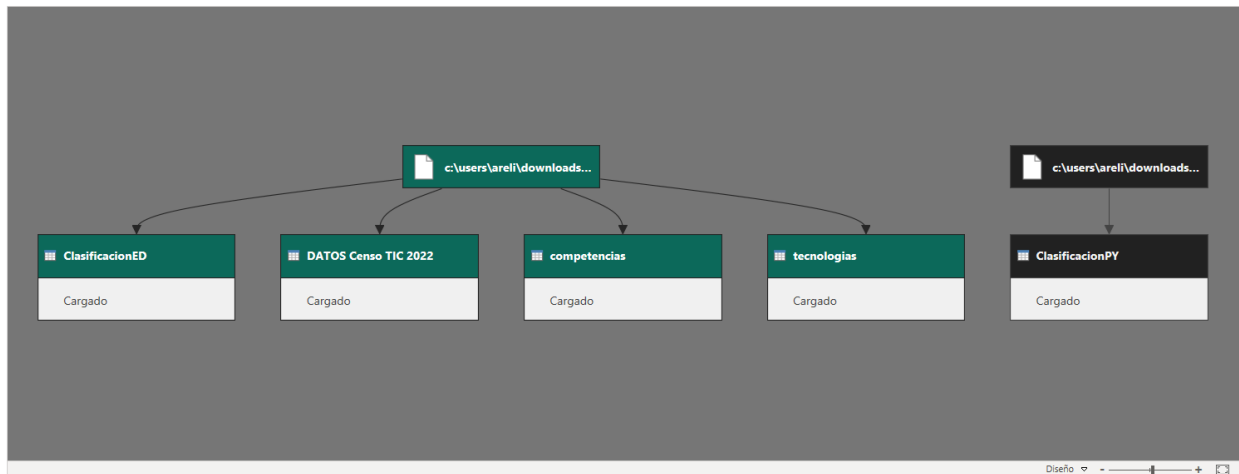 c:\users\areli\downloads...
c:\users\areli\downloads...
ClasificacionED
DATOS Censo TIC 2022
competencias
tecnologias
ClasificacionPY
Cargado
Cargado
Cargado
Cargado
Cargado
Diseño